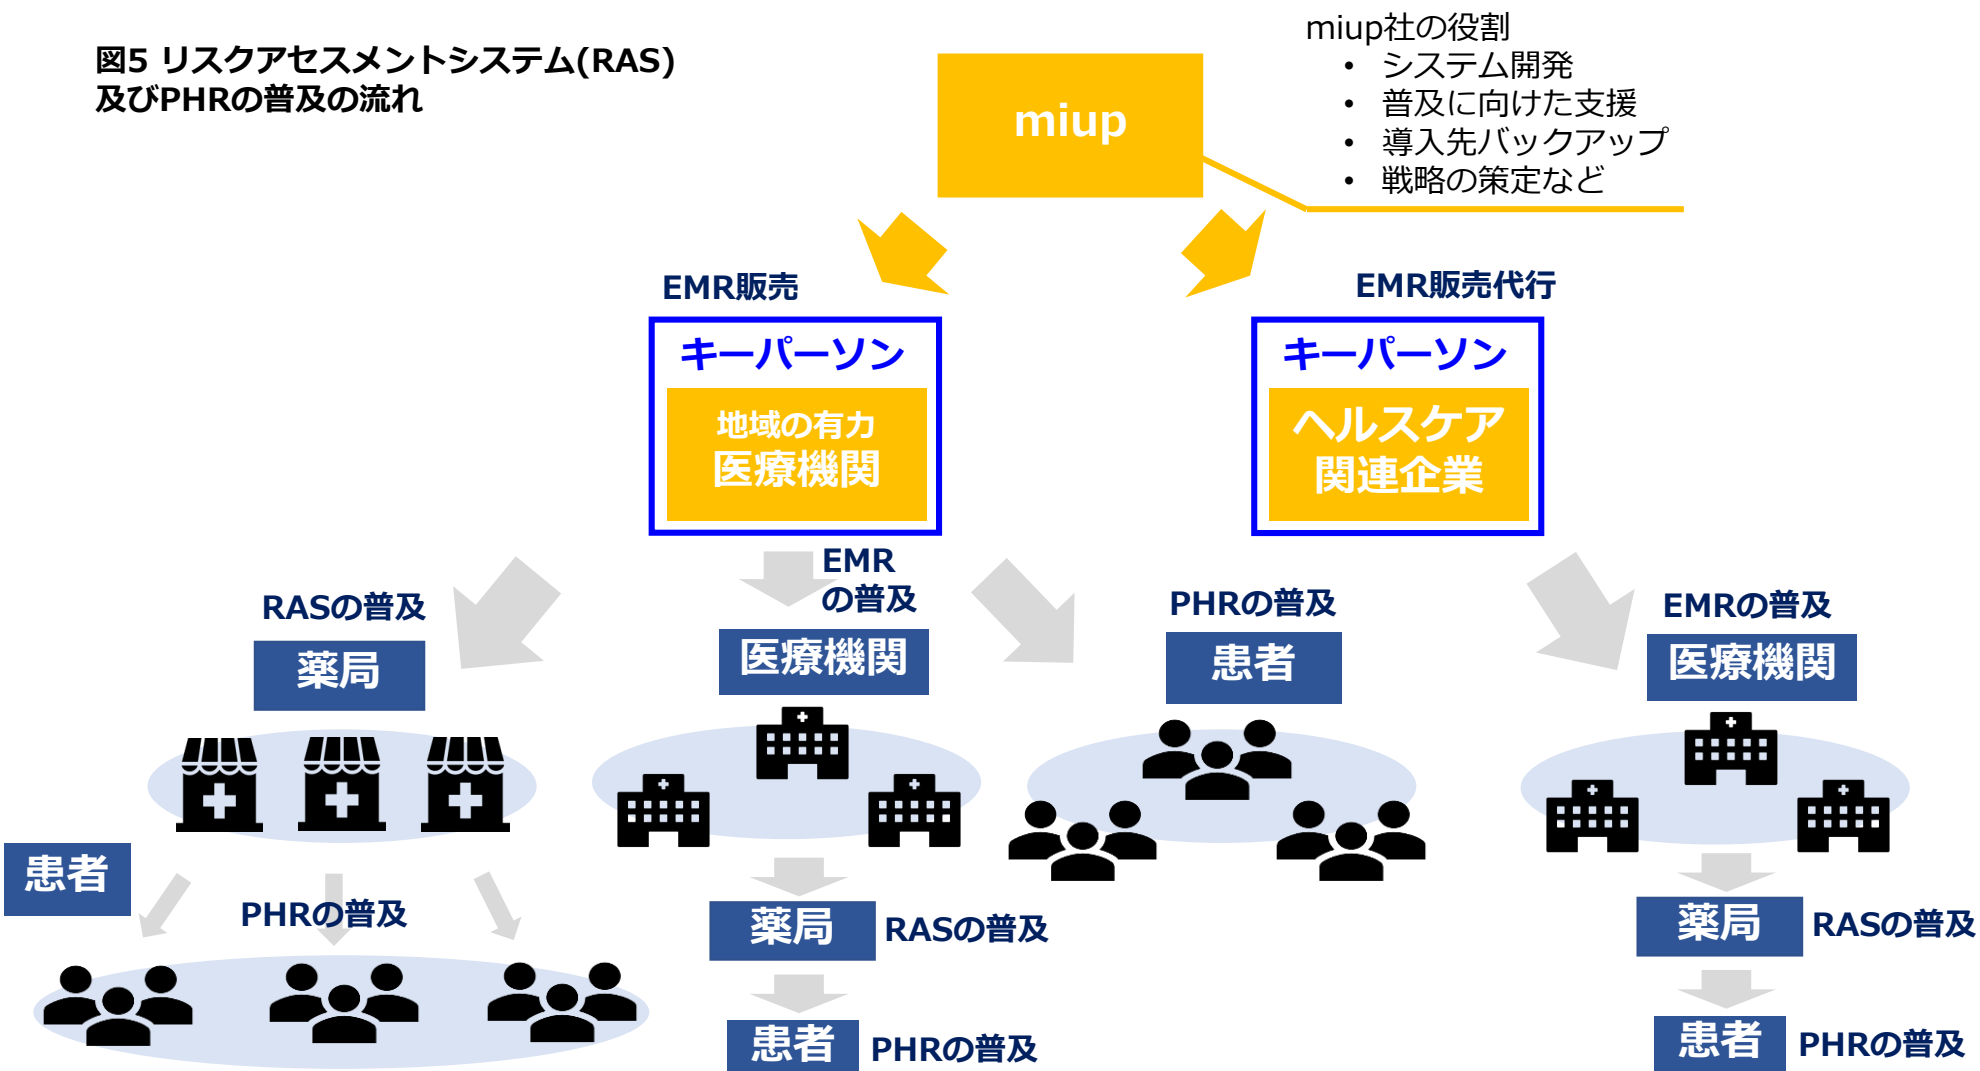 図5 リスクアセスメントシステム(RAS)
及びPHRの普及の流れ
miup
miup社の役割
• システム開発
• 普及に向けた支援
• 導入先バックアップ
• 戦略の策定など
EMR販売
キーパーソン
地域の有力
医療機関
EMR販売代行
キーパーソン
ヘルスケア
関連企業
RASの普及
薬局
EMR
の普及
医療機関
PHRの普及
患者
EMRの普及
医療機関
患者
PHRの普及
薬局
RASの普及
患者
PHRの普及
薬局
RASの普及
患者
PHRの普及